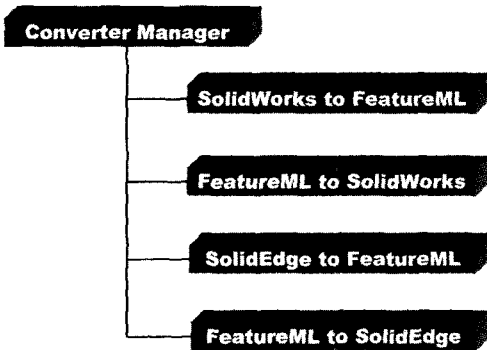 Converter Manager
SolidWorks to FeatureML
FeatureML to SolidWorks
SolidEdge to FeatureML
FeatureML to SolidEdge